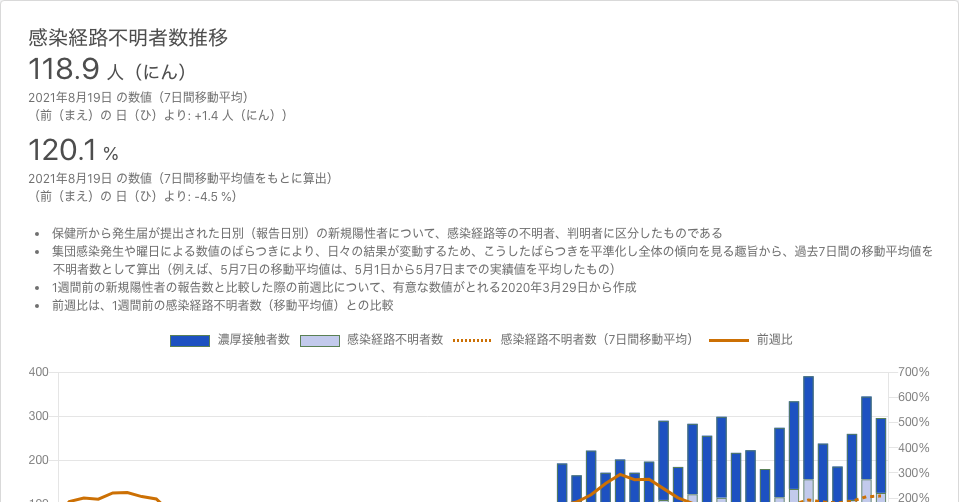 感染経路不明者数推移
118.9 人（にん）
2021年8月19日 の数値（7日間移動平均）
（前（まえ）の 日（ひ）より: +1.4 人（にん））
120.1 %
2021年8月19日 の数値（7日間移動平均値をもとに算出）
（前（まえ）の 日（ひ）より: -4.5 %）
• 保健所から発生届が提出された日別（報告日別）の新規陽性者について、感染経路等の不明者、判明者に区分したものである
• 集団感染発生や曜日による数値のばらつきにより、日々の結果が変動するため、こうしたばらつきを平準化し全体の傾向を見る趣旨から、過去7日間の移動平均値を
不明者数として算出（例えば、5月7日の移動平均値は、5月1日から5月7日までの実績値を平均したもの）
• 1週間前の新規陽性者の報告数と比較した際の前週比について、有意な数値がとれる2020年3月29日から作成
• 前週比は、1週間前の感染経路不明者数（移動平均値）との比較
濃厚接触者数 感染経路不明者数 感染経路不明者数（7日間移動平均） 前週比
400 700%
600%
300 500%
400%
200 300%
100 200%